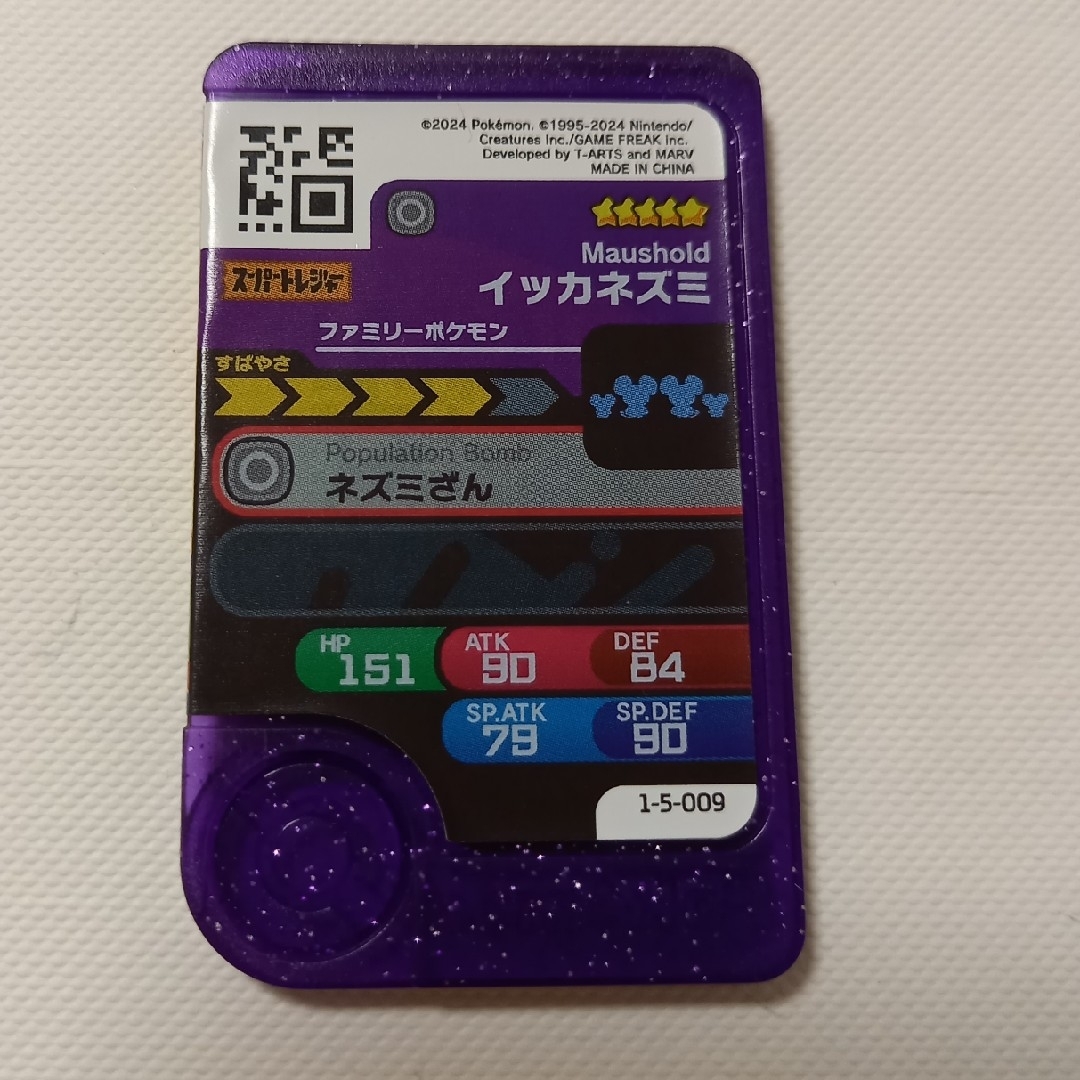 ©2024 Pokémon. ©1995-2024 Nintendo/
Creatures Inc./GAME FREAK inc.
Developed by T-ARTS and MARV
MADE IN CHINA
スーパートレジャー
Maushold
イッカネズミ
ファミリーポケモン
すばやさ
Population Bomb
ネズミざん
HP
151
ATK
90
DEF
84
SP.ATK
79
SP.DEF
90
1-5-009